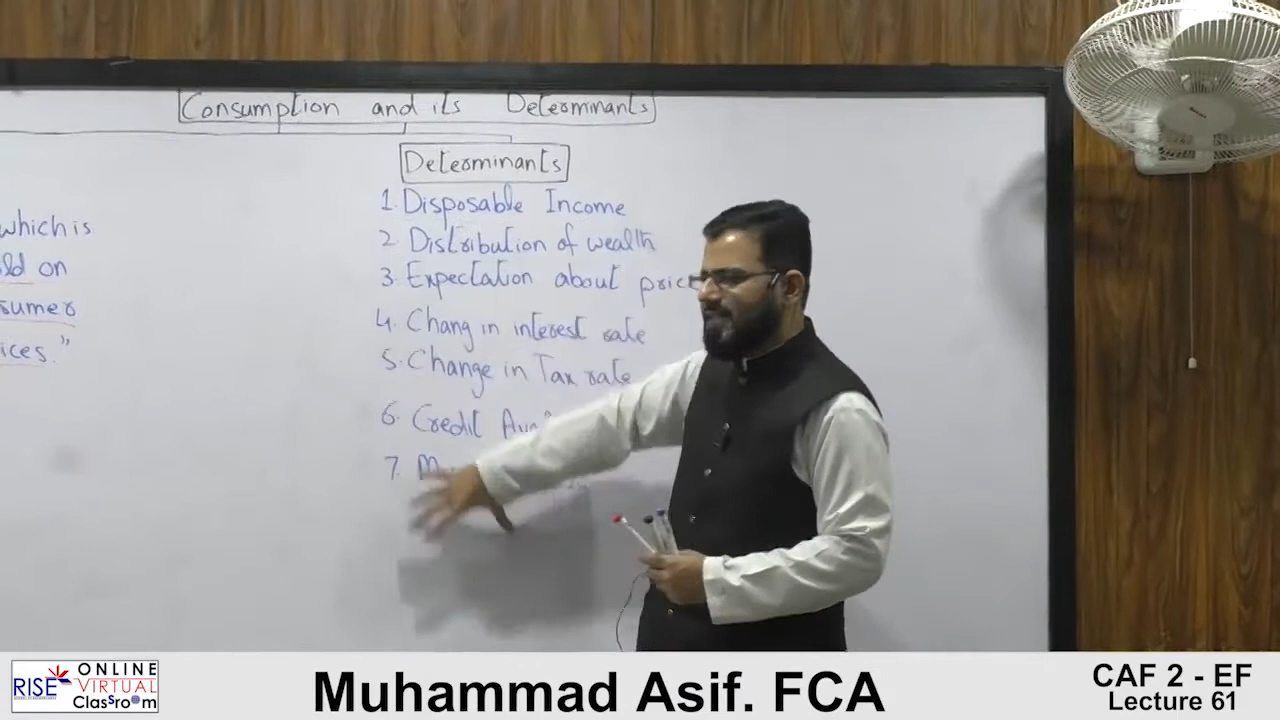 Consumption and its Determinants
Determinants
which is
old on
sumer
ices."
1. Disposable Income
2. Distribution of wealth
3. Expectation about pric
4. Chang in interest rate
5. Change in Tax rate
6. Credit
7.
RISE ONLINE VIRTUAL ClasSroom
Muhammad Asif. FCA
CAF 2 - EF
Lecture 61